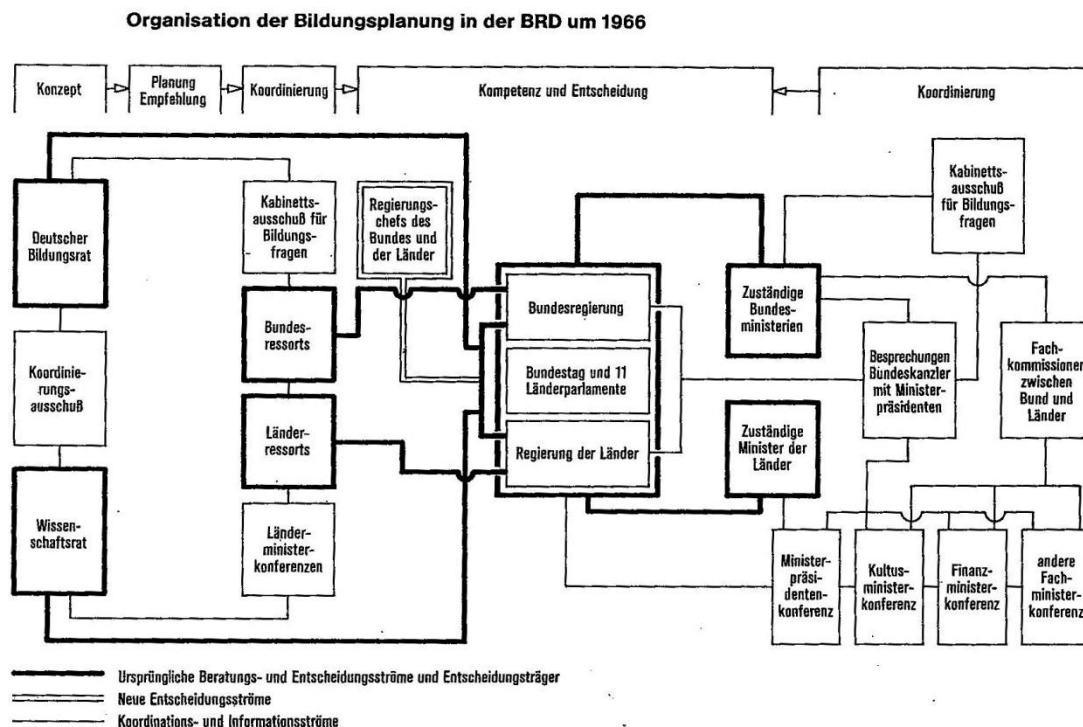 Organisation der Bildungsplanung in der BRD um 1966
Konzept
Planung
Empfehlung
Koordinierung
Kompetenz und Entscheidung
Koordinierung
Deutscher
Bildungsrat
Koordinie-
rungs-
ausschuß
Wissen-
schaftsrat
Kabinetts-
ausschuß für
Bildungs-
fragen
Bundes-
ressorts
Länder-
ressorts
Länder-
minister-
konferenzen
Regierungs-
chefs des
Bundes und
der Länder
Bundesregierung
Bundestag und 11
Länderparlamente
Regierung der Länder
Zuständige
Bundes-
ministerien
Zuständige
Minister der
Länder
Kabinetts-
ausschuß
für Bildungs-
fragen
Besprechungen
Bundeskanzler
mit Minister-
präsidenten
Fach-
kommissionen
zwischen
Bund und
Länder
Minister-
präsi-
denten-
konferenz
Kultus-
minister-
konferenz
Finanz-
minister-
konferenz
andere
Fach-
minister-
konferenz
Ursprüngliche Beratungs- und Entscheidungsströme und Entscheidungsträger
Neue Entscheidungsströme
Koordinations- und Informationsströme